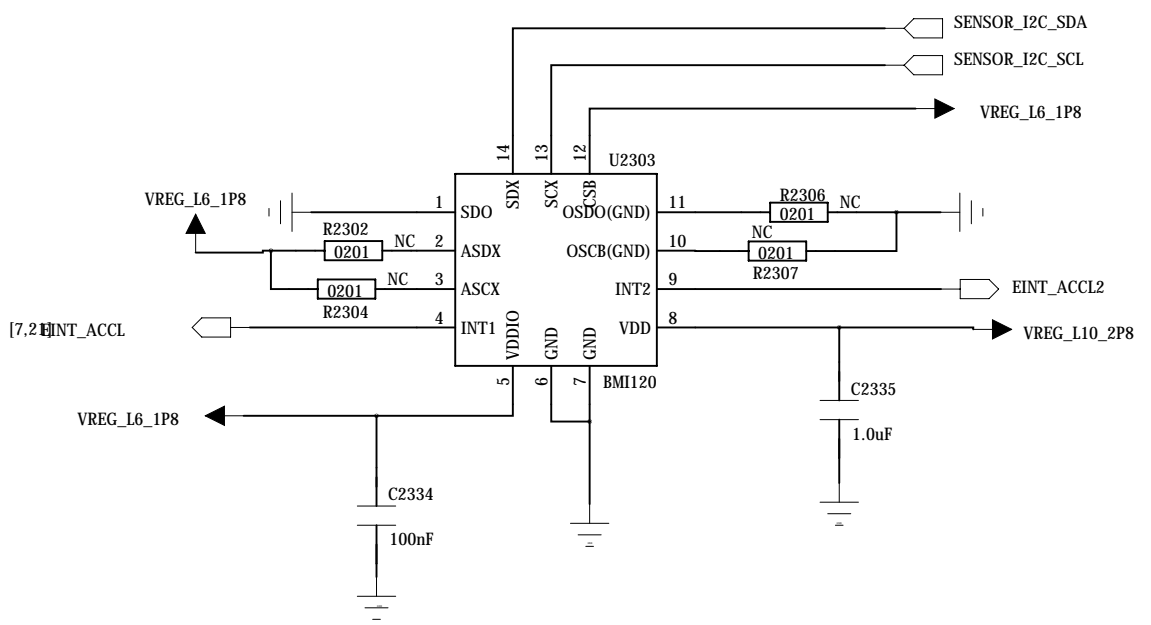 SENSOR_I2C_SDA
SENSOR_I2C_SCL
VREG_L6_1P8
14
13
12
U2303
VREG_L6_1P8
SDX
SCX
CSB
1
SDO
OSDO(GND)
11
R2306
0201
NC
R2302
0201
NC
2
ASDX
OSCB(GND)
10
NC
0201
R2307
NC
3
ASCX
0201
R2304
INT2
9
EINT_ACCL2
[7,21]EINT_ACCL
4
INT1
VDDIO
GND
GND
VDD
8
VREG_L10_2P8
5
6
7
BMI120
C2335
1.0uF
VREG_L6_1P8
C2334
100nF